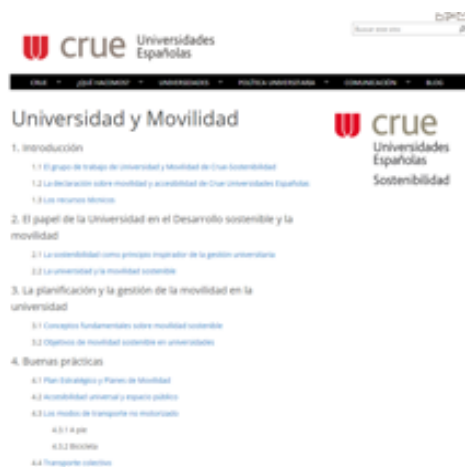 crue Universidades
Españolas
Buscar este sitio
CRUE ¿QUÉ HACEMOS? UNIVERSIDADES POLÍTICA UNIVERSITARIA COMUNICACIÓN BLOG
Universidad y Movilidad
crue
Universidades
Españolas
Sostenibilidad
1. Introducción
1.1 El grupo de trabajo de Universidad y Movilidad de Crue-Sostenibilidad
1.2 La declaración sobre movilidad y accesibilidad de Crue Universidades Españolas
1.3 Los recursos técnicos
2. El papel de la Universidad en el Desarrollo sostenible y la
movilidad
2.1 La sostenibilidad como principio inspirador de la gestión universitaria
2.2 La universidad y la movilidad sostenible
3. La planificación y la gestión de la movilidad en la
universidad
3.1 Conceptos fundamentales sobre movilidad sostenible
3.2 Objetivos de movilidad sostenible en universidades
4. Buenas prácticas
4.1 Plan Estratégico y Planes de Movilidad
4.2 Accesibilidad universal y espacio público
4.3 Los modos de transporte no motorizado
4.3.1 A pie
4.3.2 Bicicleta
4.4 Transporte colectivo